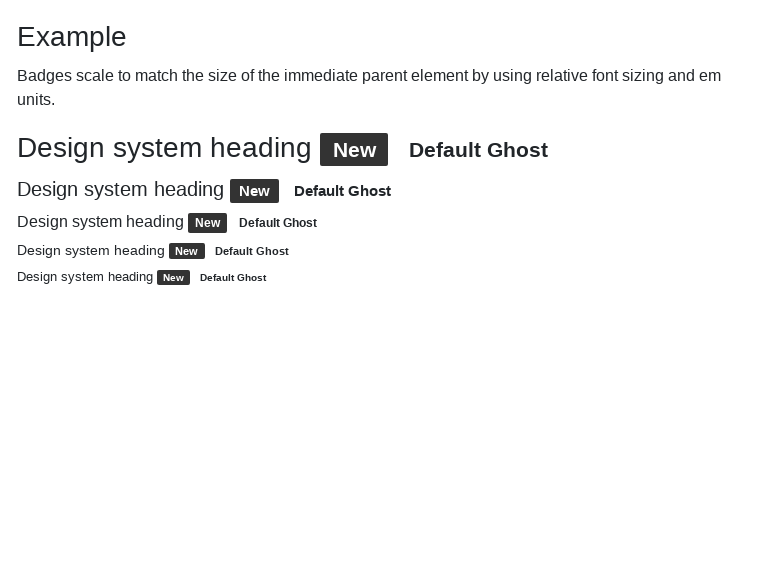 Example
Badges scale to match the size of the immediate parent element by using relative font sizing and em
units.
Design system heading New Default Ghost
Design system heading New Default Ghost
Design system heading New Default Ghost
Design system heading New Default Ghost
Design system heading New Default Ghost